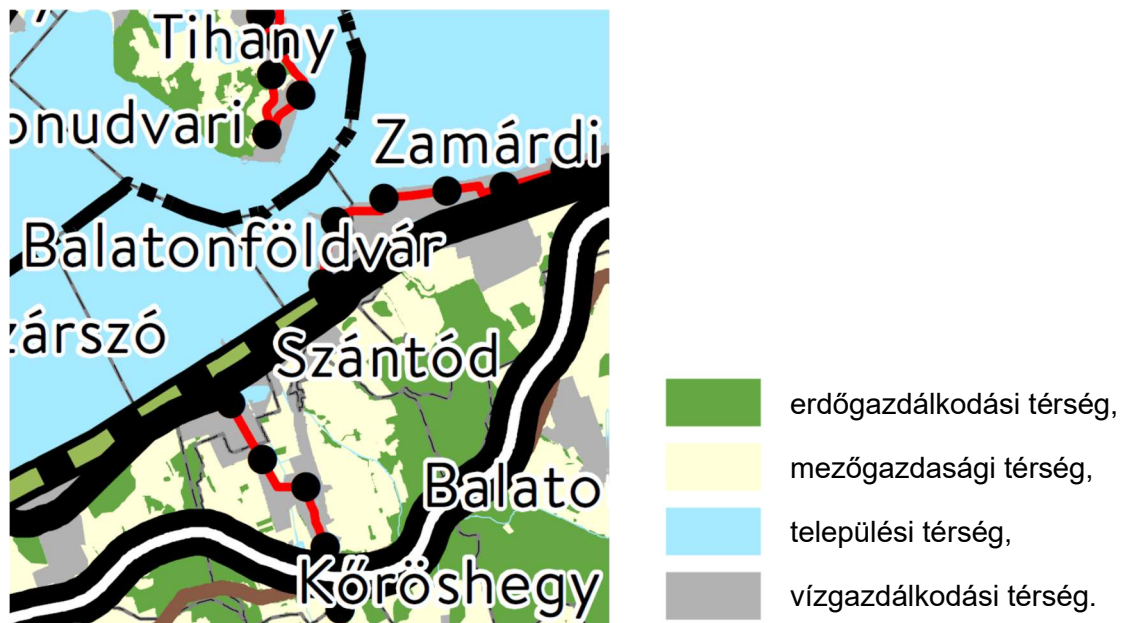 Tihany
onudvari
Zamárdi
Balatonföldvár
zárszó
Szántód
Balato
Kőröshegy
erdőgazdálkodási térség,
mezőgazdasági térség,
települési térség,
vízgazdálkodási térség.